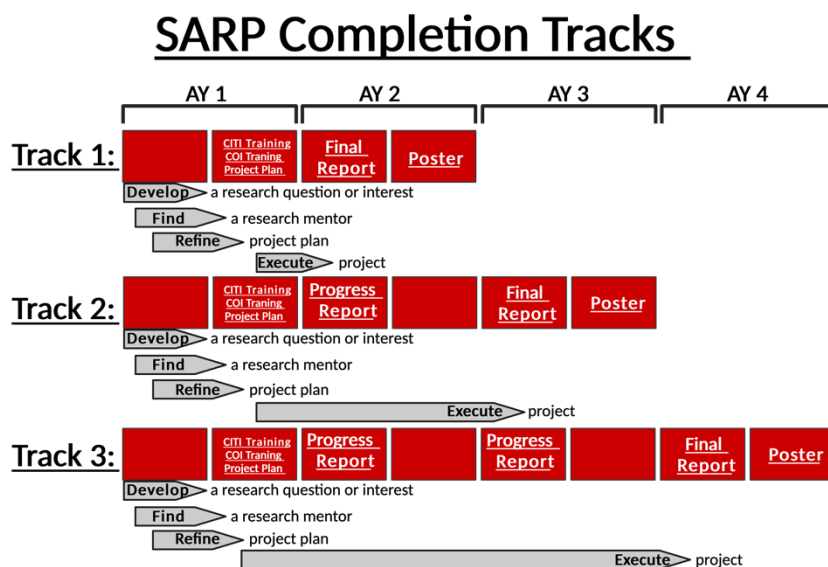 SARP Completion Tracks
AY 1 AY 2 AY 3 AY 4
Track 1:
CITI Training
COI Traning
Project Plan
Final
Report
Poster
Develop a research question or interest
Find a research mentor
Refine project plan
Execute project
Track 2:
CITI Training
COI Traning
Project Plan
Progress
Report
Final
Report
Poster
Develop a research question or interest
Find a research mentor
Refine project plan
Execute project
Track 3:
CITI Training
COI Traning
Project Plan
Progress
Report
Progress
Report
Final
Report
Poster
Develop a research question or interest
Find a research mentor
Refine project plan
Execute project